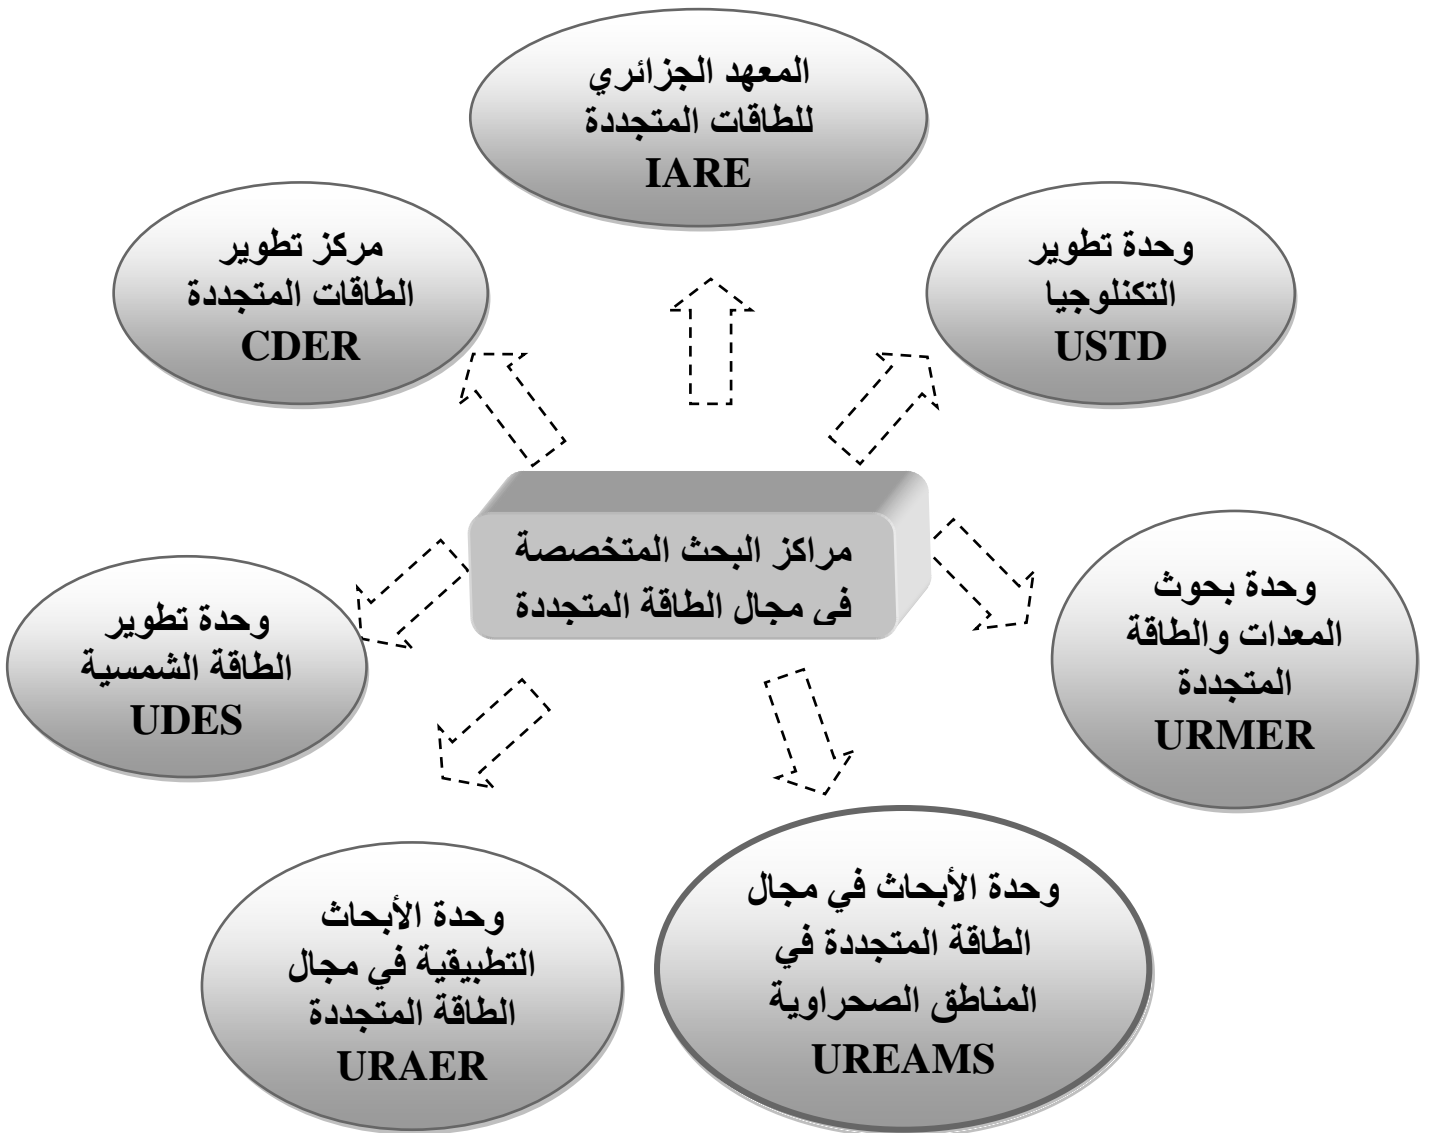 المعهد الجزائري
للطاقات المتجددة
IARE
وحدة تطوير
التكنلوجيا
USTD
مركز تطوير
الطاقات المتجددة
CDER
مراكز البحث المتخصصة
في مجال الطاقة المتجددة
وحدة بحوث
المعدات والطاقة
المتجددة
URMER
وحدة تطوير
الطاقة الشمسية
UDES
وحدة الأبحاث في مجال
الطاقة المتجددة في
المناطق الصحراوية
UREAMS
وحدة الأبحاث
التطبيقية في مجال
الطاقة المتجددة
URAER